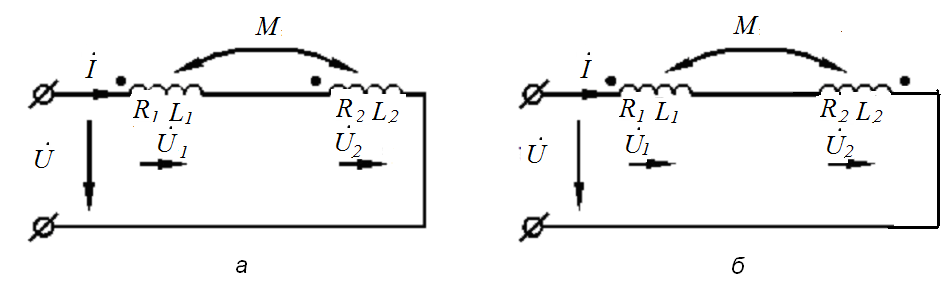 M M
İ İ
R1 L1 R2 L2 R1 L1 R2 L2
U̇ U̇1 U̇2 U̇ U̇1 U̇2
а б